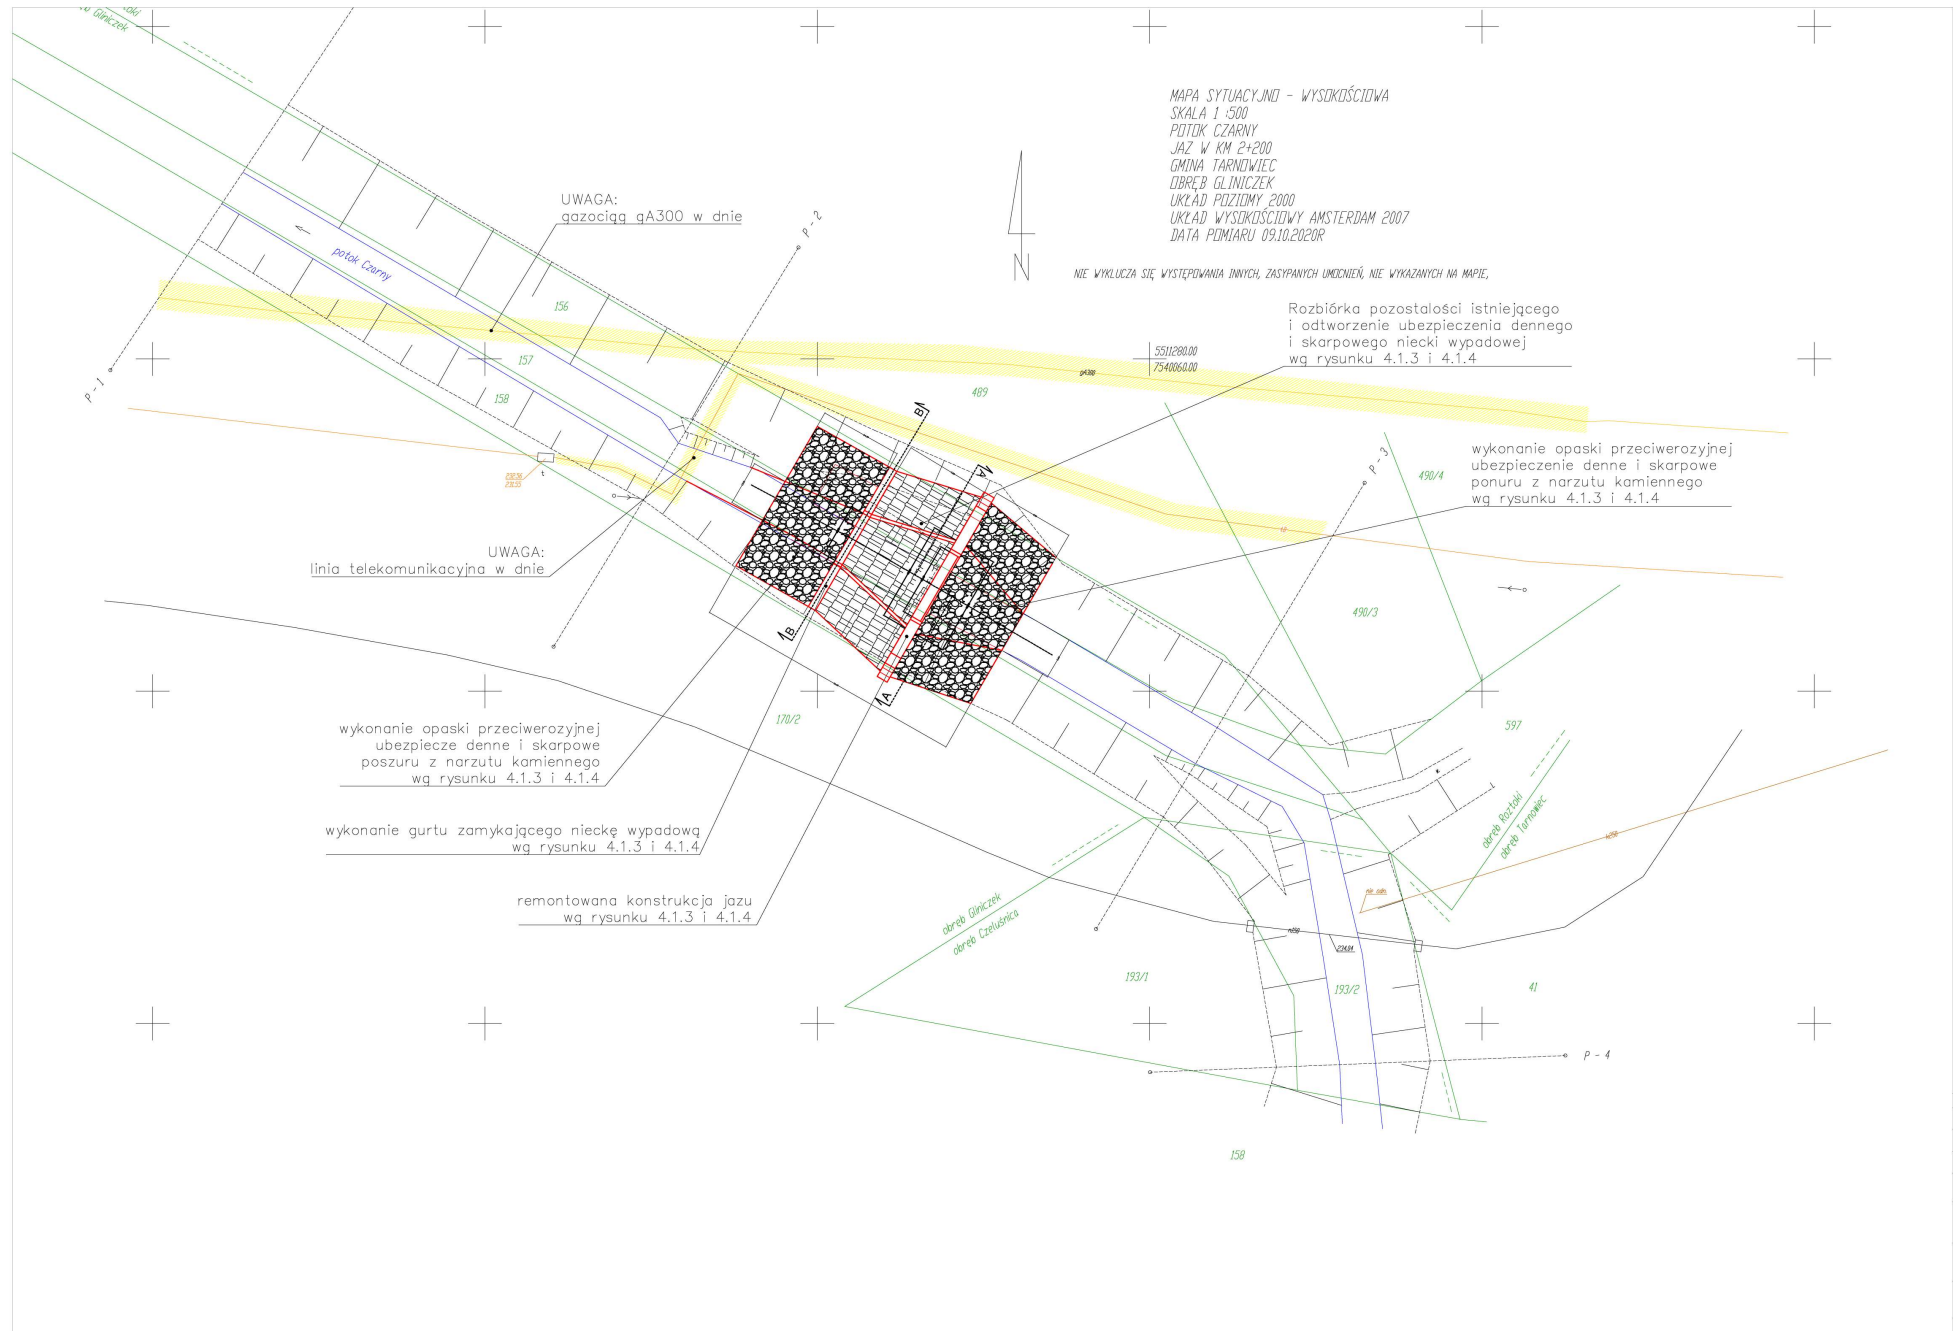 obręb Gliniczek
MAPA SYTUACYJNO - WYSOKOŚCIOWA
SKALA 1 :500
POTOK CZARNY
JAZ W KM 2+200
GMINA TARNOWIEC
OBRĘB GLINICZEK
UKŁAD POZIOMY 2000
UKŁAD WYSOKOŚCIOWY AMSTERDAM 2007
DATA POMIARU 09.10.2020R
N
NIE WYKLUCZA SIĘ WYSTĘPOWANIA INNYCH, ZASYPANYCH UMOCNIEŃ, NIE WYKAZANYCH NA MAPIE,
UWAGA:
gazociąg gA300 w dnie
P - 2
potok Czarny
156
157
158
P - 1
Rozbiórka pozostałości istniejącego
i odtworzenie ubezpieczenia dennego
i skarpowego niecki wypadowej
wg rysunku 4.1.3 i 4.1.4
5511280.00
7540060.00
gA300
489
B
A
P - 3
490/4
wykonanie opaski przeciwerozyjnej
ubezpieczenie denne i skarpowe
ponuru z narzutu kamiennego
wg rysunku 4.1.3 i 4.1.4
t
UWAGA:
linia telekomunikacyjna w dnie
490/3
B
A
170/2
597
wykonanie opaski przeciwerozyjnej
ubezpiecze denne i skarpowe
poszuru z narzutu kamiennego
wg rysunku 4.1.3 i 4.1.4
wykonanie gurtu zamykającego nieckę wypadową
wg rysunku 4.1.3 i 4.1.4
obręb Roztoki
obręb Tarnowiec
remontowana konstrukcja jazu
wg rysunku 4.1.3 i 4.1.4
obręb Gliniczek
obręb Czeluśnica
193/1
193/2
41
P - 4
158